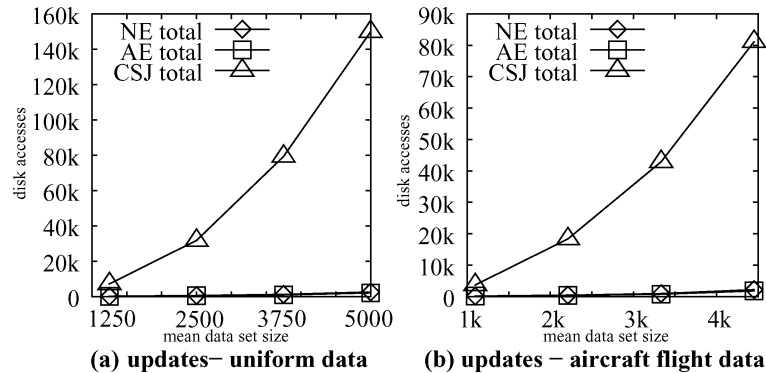 160k
140k
120k
100k
80k
60k
40k
20k
0
disk accesses
NE total
AE total
CSJ total
1250 2500 3750 5000
mean data set size
(a) updates− uniform data
90k
80k
70k
60k
50k
40k
30k
20k
10k
0
disk accesses
NE total
AE total
CSJ total
1k 2k 3k 4k
mean data set size
(b) updates − aircraft flight data